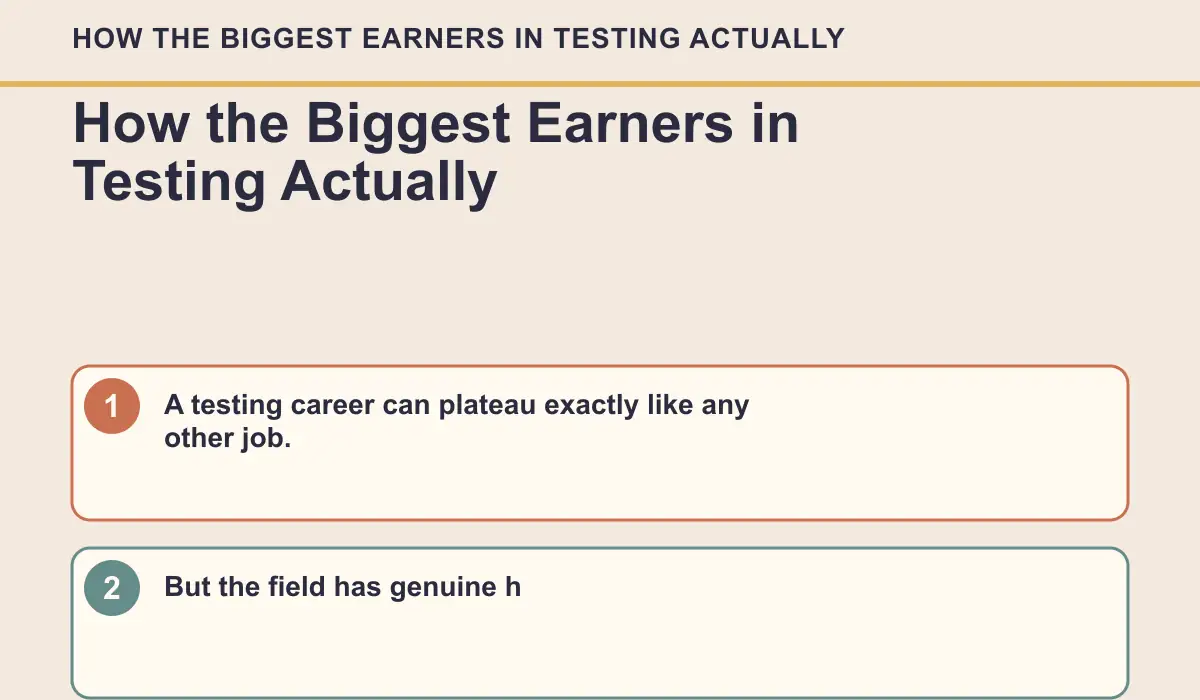 HOW THE BIGGEST EARNERS IN TESTING ACTUALLY
How the Biggest Earners in
Testing Actually
1
A testing career can plateau exactly like any
other job.
2
But the field has genuine h